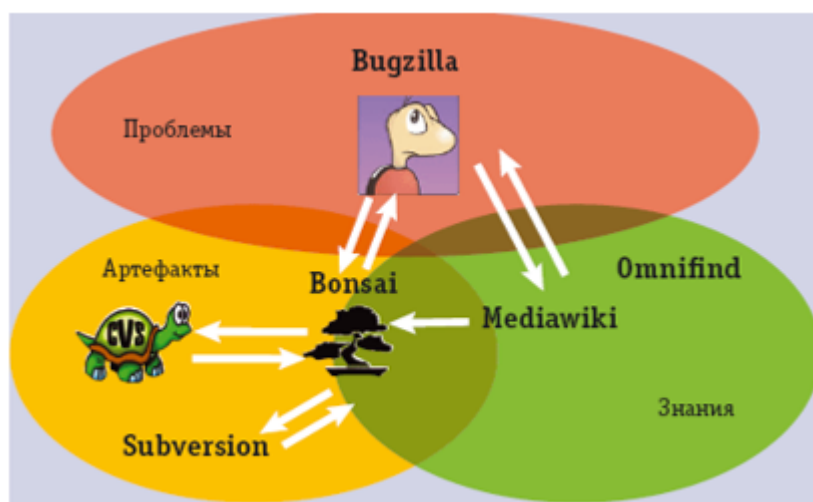 Bugzilla
Проблемы
Артефакты
Bonsai
Omnifind
CVS
Mediawiki
Знания
Subversion